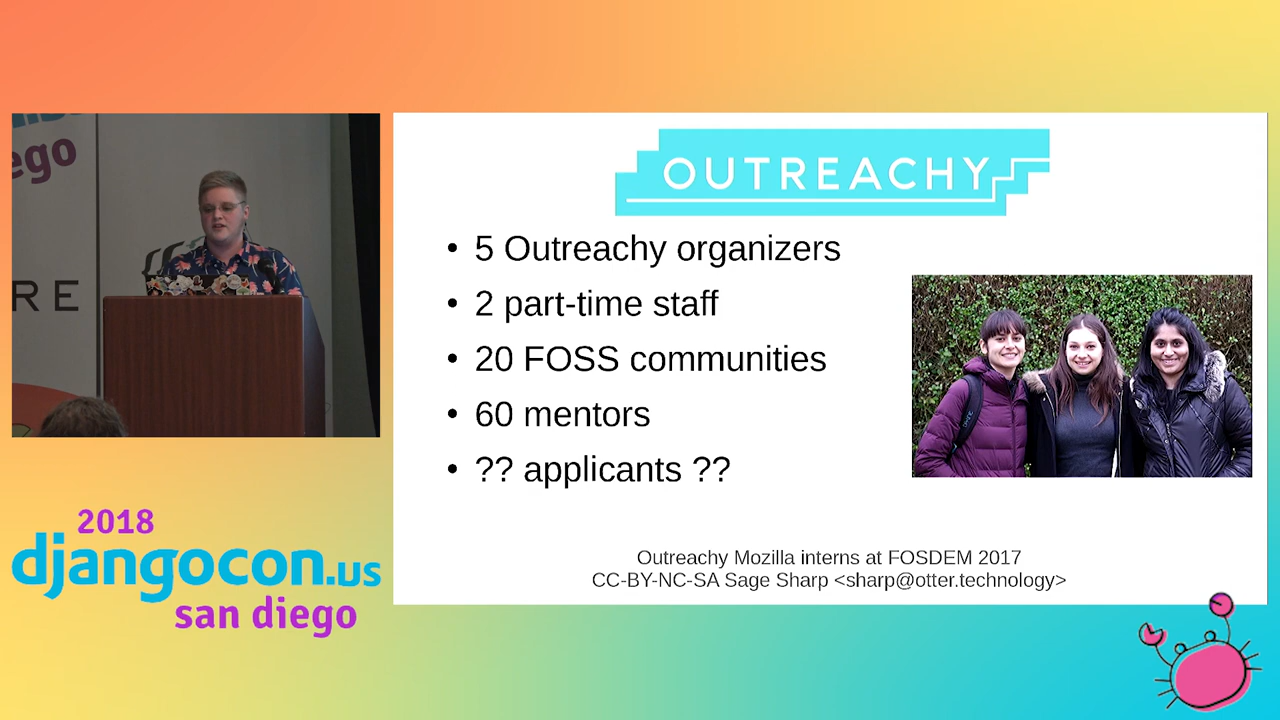 ego
RE
OUTREACHY
• 5 Outreachy organizers
• 2 part-time staff
• 20 FOSS communities
• 60 mentors
• ?? applicants ??
Outreachy Mozilla interns at FOSDEM 2017
CC-BY-NC-SA Sage Sharp <sharp@otter.technology>
2018
djangocon.us
san diego